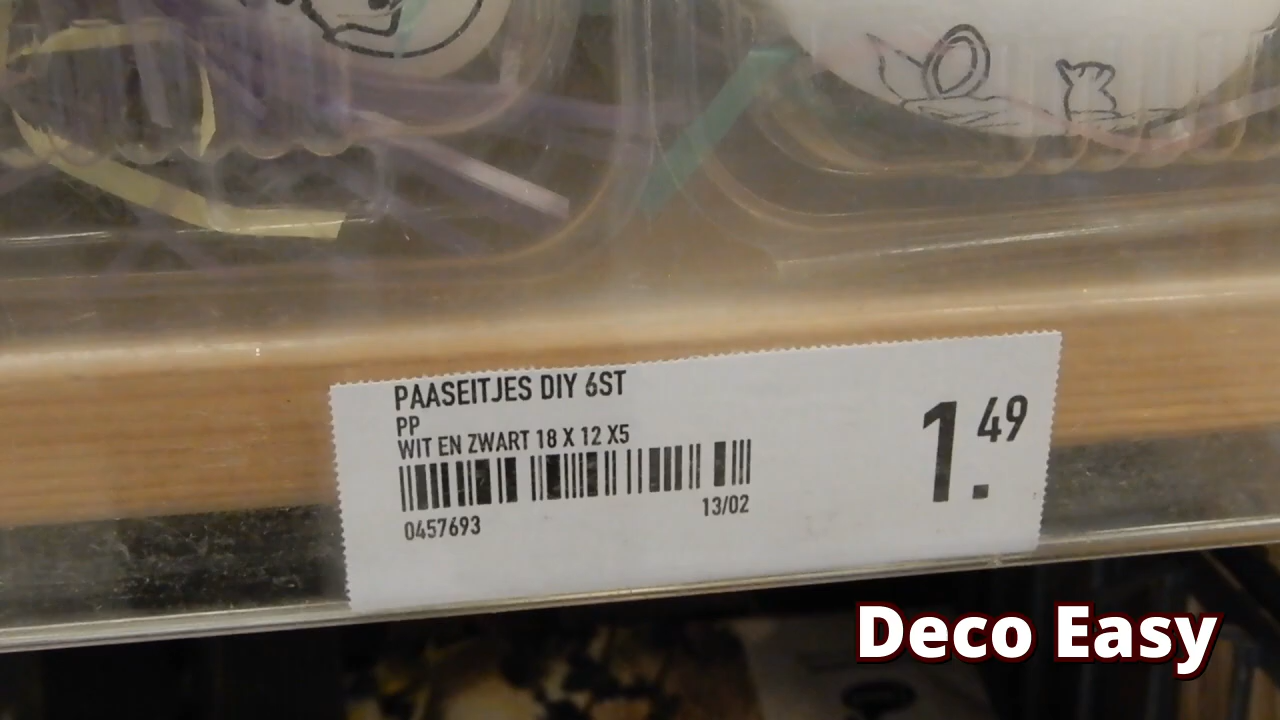 PAASEITJES DIY 6ST
PP
WIT EN ZWART 18 X 12 X5
0457693
13/02
1.49
Deco Easy